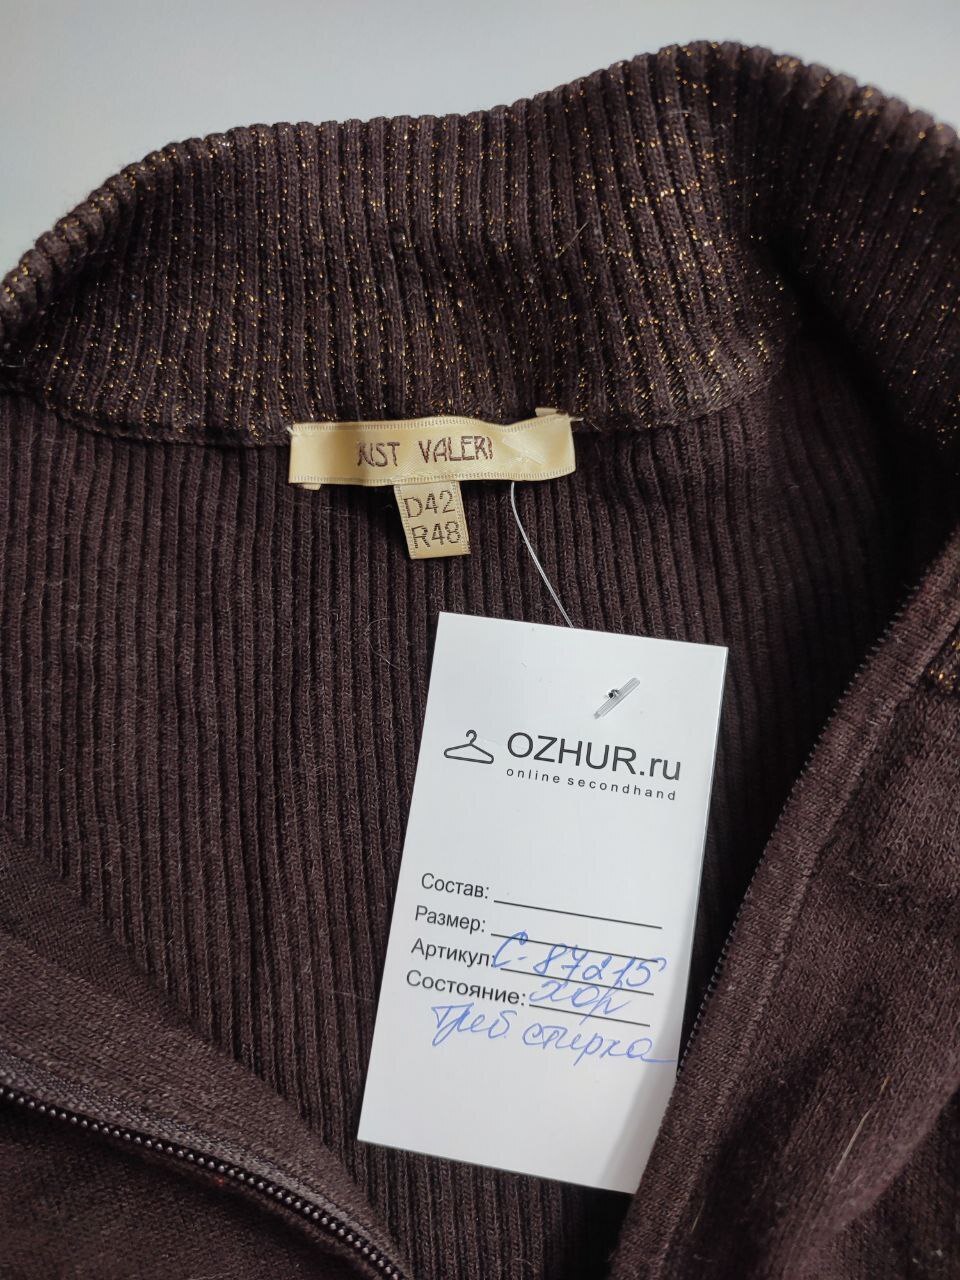 JUST VALERI
D42
R48
OZHUR.ru
online secondhand
Состав:
Размер:
Артикул: С-87215
Состояние: хор
треб. стирка